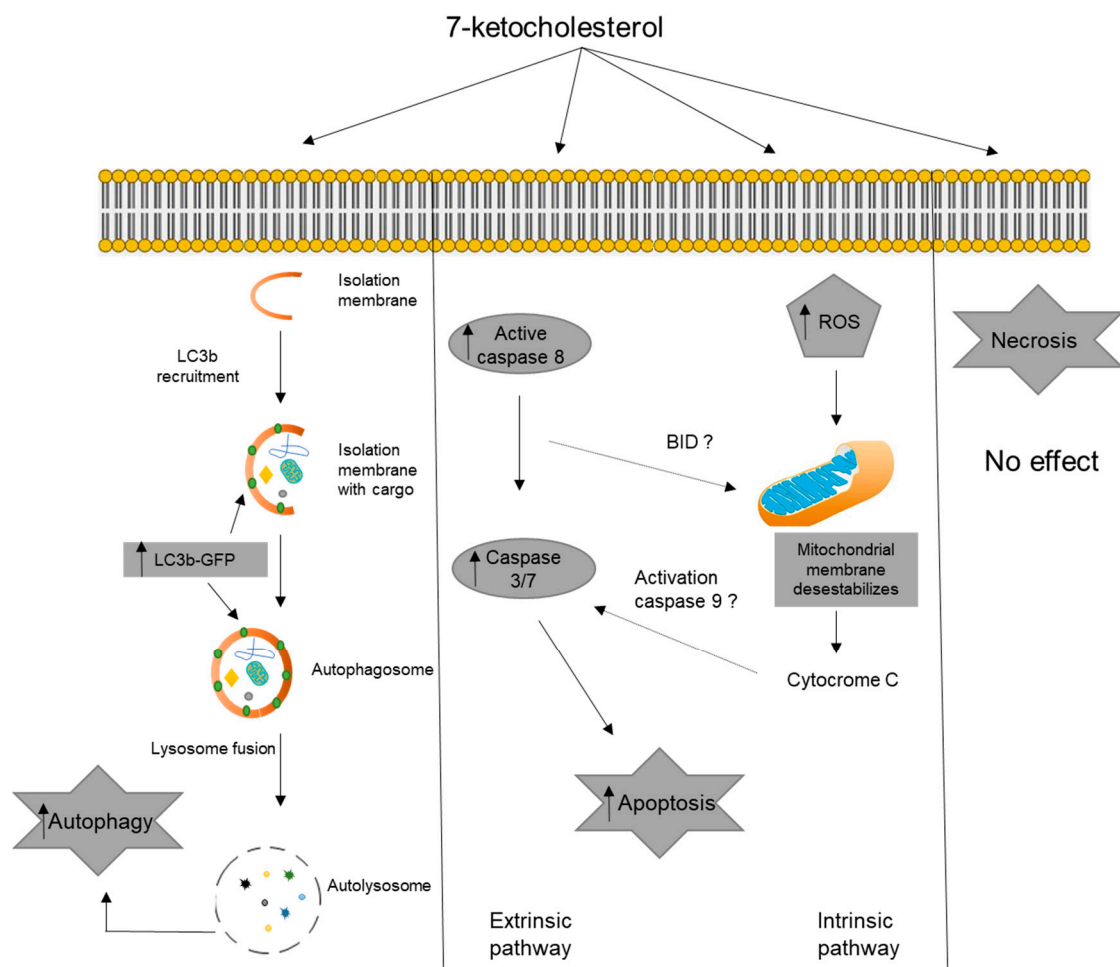 7-ketocholesterol
Isolation
membrane
LC3b
recruitment
Isolation
membrane
with cargo
LC3b-GFP
Autophagosome
Lysosome fusion
Autophagy
Autolysosome
Active
caspase 8
Caspase
3/7
Apoptosis
Extrinsic
pathway
ROS
BID ?
Mitochondrial
membrane
desestabilizes
Activation
caspase 9 ?
Cytocrome C
Intrinsic
pathway
Necrosis
No effect